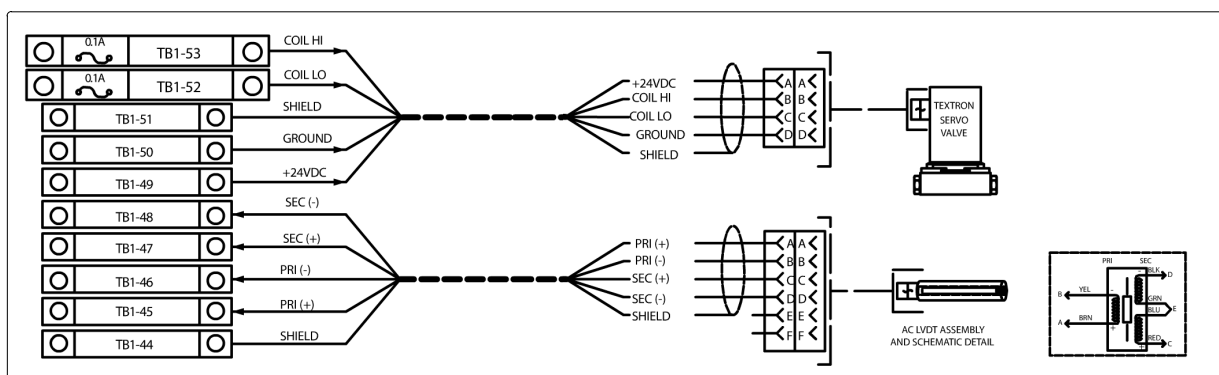 0.1A TB1-53 COIL HI
0.1A TB1-52 COIL LO
TB1-51 SHIELD
TB1-50 GROUND
TB1-49 +24VDC
TB1-48 SEC (-)
TB1-47 SEC (+)
TB1-46 PRI (-)
TB1-45 PRI (+)
TB1-44 SHIELD
+24VDC A A
COIL HI B B
COIL LO C C
GROUND D D
SHIELD
TEXTRON
SERVO
VALVE
PRI (+) A A
PRI (-) B B
SEC (+) C C
SEC (-) D D
SHIELD E E
F F
AC LVDT ASSEMBLY
AND SCHEMATIC DETAIL
PRI SEC
- BLK D
B YEL -
GRN
BLU E
A BRN +
+ RED C